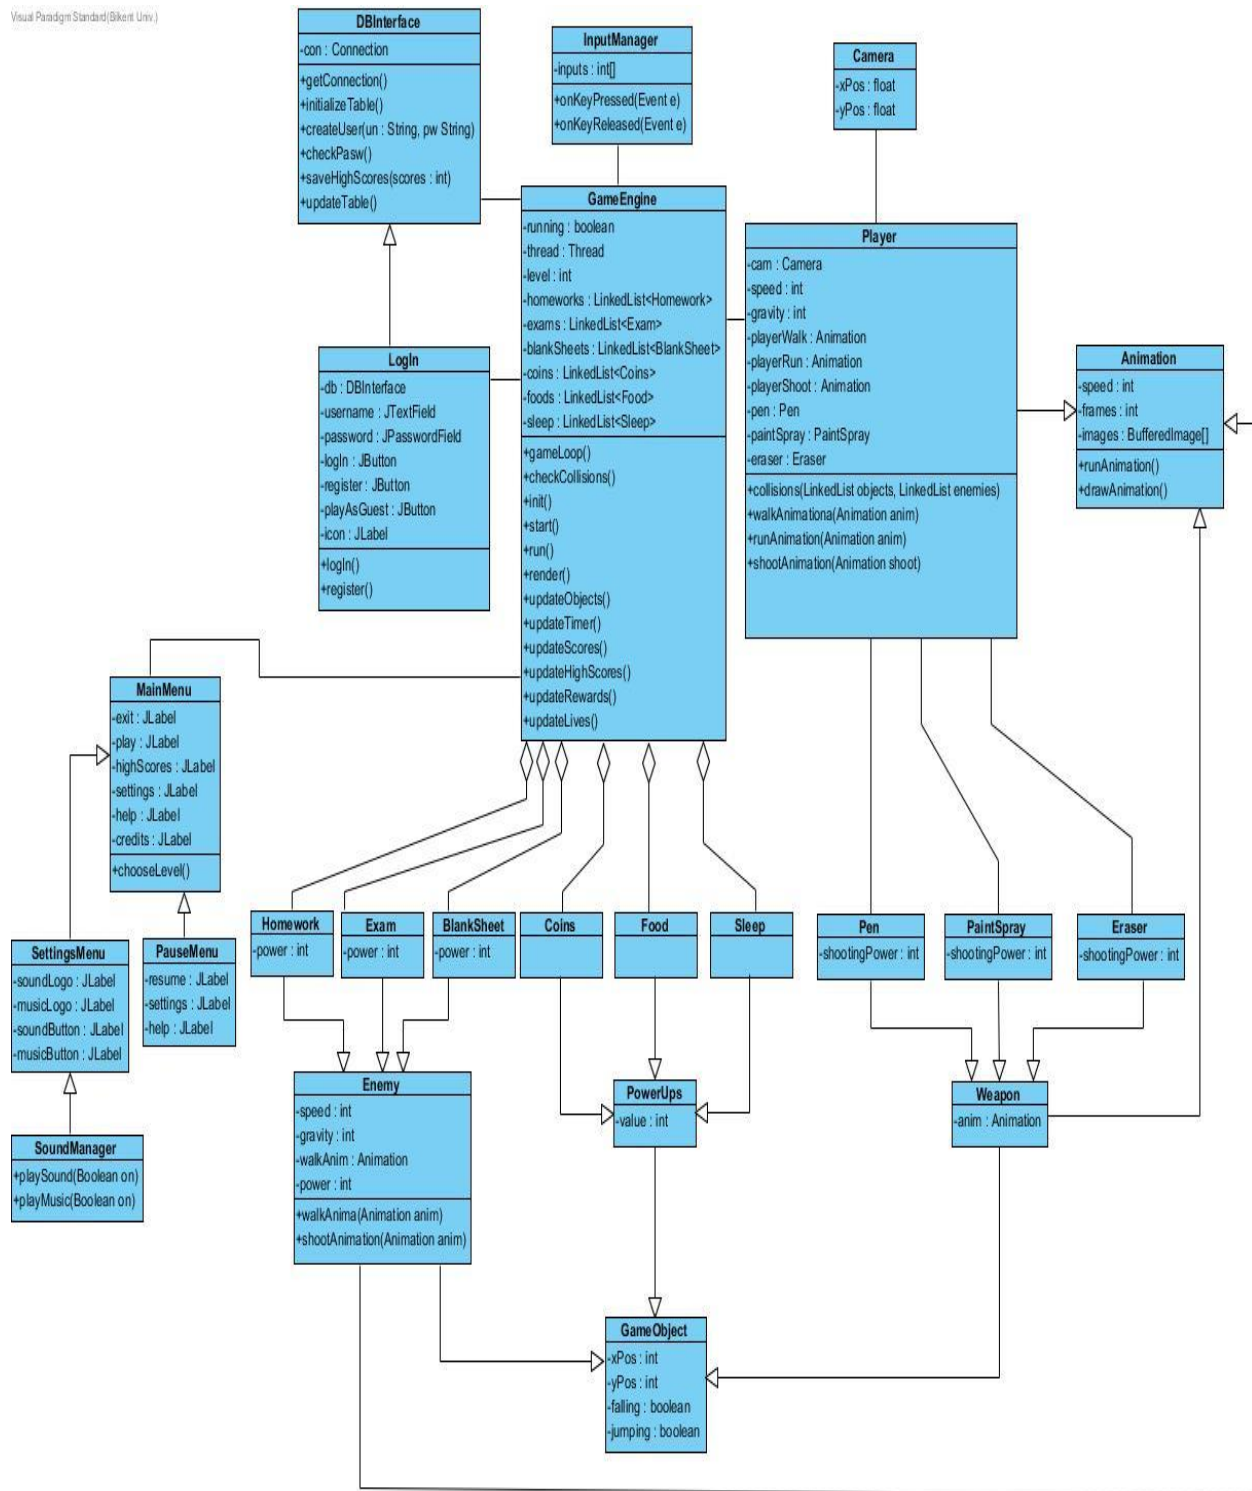 Visual Paradigm Standard(Bilkent Univ.)
DBInterface
-con : Connection
+getConnection()
+initializeTable()
+createUser(un : String, pw String)
+checkPasw()
+saveHighScores(scores : int)
+updateTable()
InputManager
-inputs : int[]
+onKeyPressed(Event e)
+onKeyReleased(Event e)
Camera
-xPos : float
-yPos : float
GameEngine
-running : boolean
-thread : Thread
-level : int
-homeworks : LinkedList<Homework>
-exams : LinkedList<Exam>
-blankSheets : LinkedList<BlankSheet>
-coins : LinkedList<Coins>
-foods : LinkedList<Food>
-sleep : LinkedList<Sleep>
+gameLoop()
+checkCollisions()
+init()
+start()
+run()
+render()
+updateObjects()
+updateTimer()
+updateScores()
+updateHighScores()
+updateRewards()
+updateLives()
Player
-cam : Camera
-speed : int
-gravity : int
-playerWalk : Animation
-playerRun : Animation
-playerShoot : Animation
-pen : Pen
-paintSpray : PaintSpray
-eraser : Eraser
+collisions(LinkedList objects, LinkedList enemies)
+walkAnimationa(Animation anim)
+runAnimation(Animation anim)
+shootAnimation(Animation shoot)
Animation
-speed : int
-frames : int
-images : BufferedImage[]
+runAnimation()
+drawAnimation()
LogIn
-db : DBInterface
-username : JTextField
-password : JPasswordField
-logIn : JButton
-register : JButton
-playAsGuest : JButton
-icon : JLabel
+logIn()
+register()
MainMenu
-exit : JLabel
-play : JLabel
-highScores : JLabel
-settings : JLabel
-help : JLabel
-credits : JLabel
+chooseLevel()
SettingsMenu
-soundLogo : JLabel
-musicLogo : JLabel
-soundButton : JLabel
-musicButton : JLabel
PauseMenu
-resume : JLabel
-settings : JLabel
-help : JLabel
SoundManager
+playSound(Boolean on)
+playMusic(Boolean on)
Homework
-power : int
Exam
-power : int
BlankSheet
-power : int
Coins
Food
Sleep
Pen
-shootingPower : int
PaintSpray
-shootingPower : int
Eraser
-shootingPower : int
Enemy
-speed : int
-gravity : int
-walkAnim : Animation
-power : int
+walkAnima(Animation anim)
+shootAnimation(Animation anim)
PowerUps
-value : int
Weapon
-anim : Animation
GameObject
-xPos : int
-yPos : int
-falling : boolean
-jumping : boolean